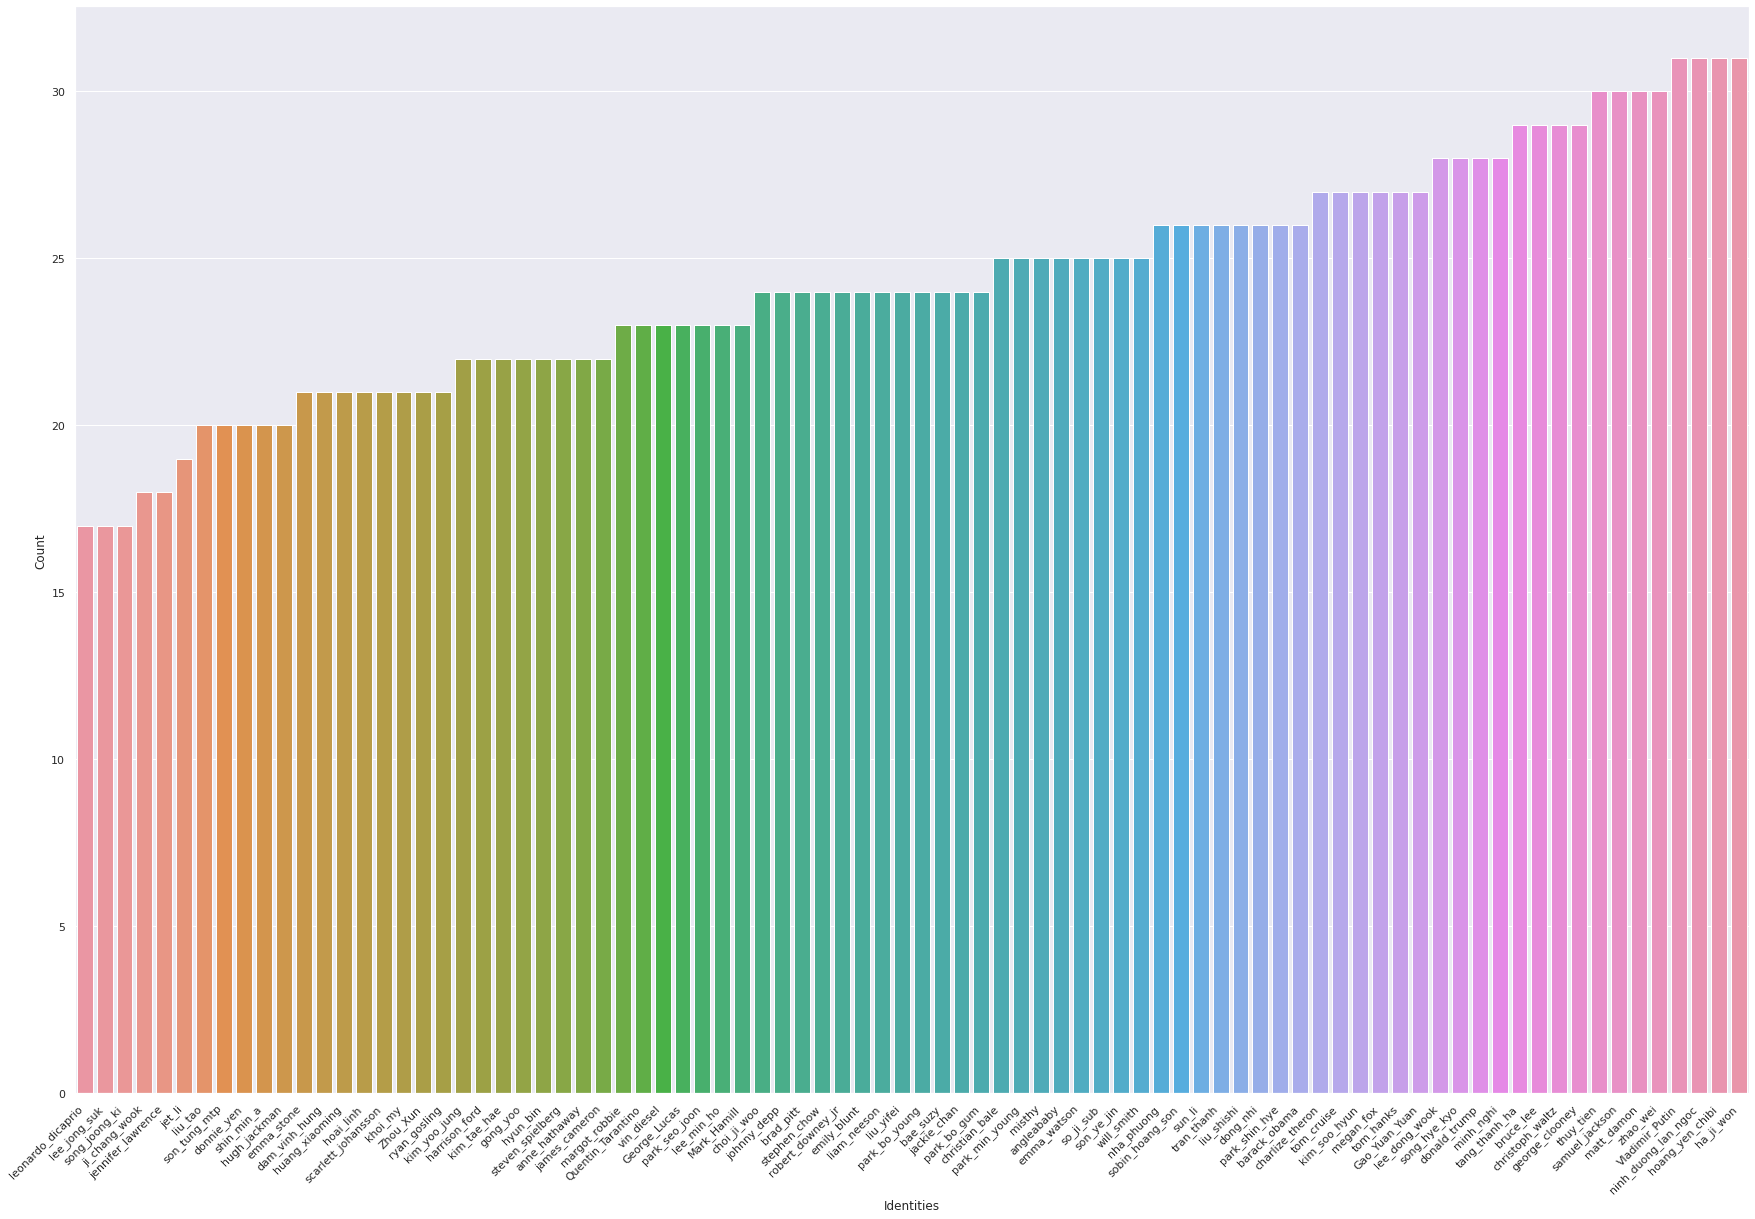 30
25
20
15
10
5
0
Count
leonardo_dicaprio
lee_jong_suk
song_joong_ki
ji_chang_wook
jennifer_lawrence
jet_li
liu_tao
son_tung_mtp
donnie_yen
shin_min_a
hugh_jackman
emma_stone
dam_vinh_hung
huang_xiaoming
hoai_linh
scarlett_johansson
khoi_my
Zhou_Xun
ryan_gosling
kim_yoo_jung
harrison_ford
kim_tae_hae
gong_yoo
hyun_bin
steven_spielberg
anne_hathaway
james_cameron
margot_robbie
Quentin_Tarantino
vin_diesel
George_Lucas
park_seo_joon
lee_min_ho
Mark_Hamill
choi_ji_woo
johny_depp
brad_pitt
stephen_chow
robert_downey_jr
emily_blunt
liam_neeson
liu_yifei
park_bo_young
bae_suzy
jackie_chan
park_bo_gum
christian_bale
park_min_young
misthy
angleababy
emma_watson
so_ji_sub
son_ye_jin
will_smith
nha_phuong
sobin_hoang_son
sun_li
tran_thanh
liu_shishi
dong_nhi
park_shin_hye
barack_obama
charlize_theron
tom_cruise
kim_soo_hyun
megan_fox
tom_hanks
Gao_Yuan_Yuan
lee_dong_wook
song_hye_kyo
donald_trump
minh_nghi
tang_thanh_ha
bruce_lee
christoph_waltz
george_clooney
thuy_tien
samuel_jackson
matt_damon
zhao_wei
Vladimir_Putin
ninh_duong_lan_ngoc
hoang_yen_chibi
ha_ji_won
Identities